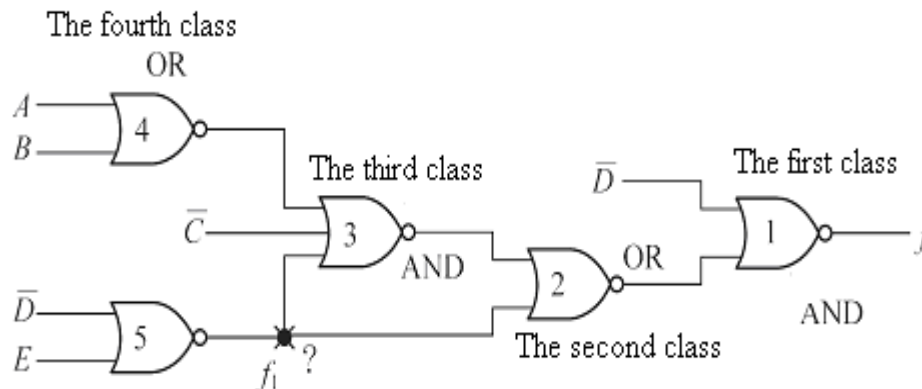 The fourth class
OR
A
B
4
The third class
C̅
3
AND
D̅
E
5
f₁
?
2
OR
The second class
D̅
The first class
1
AND